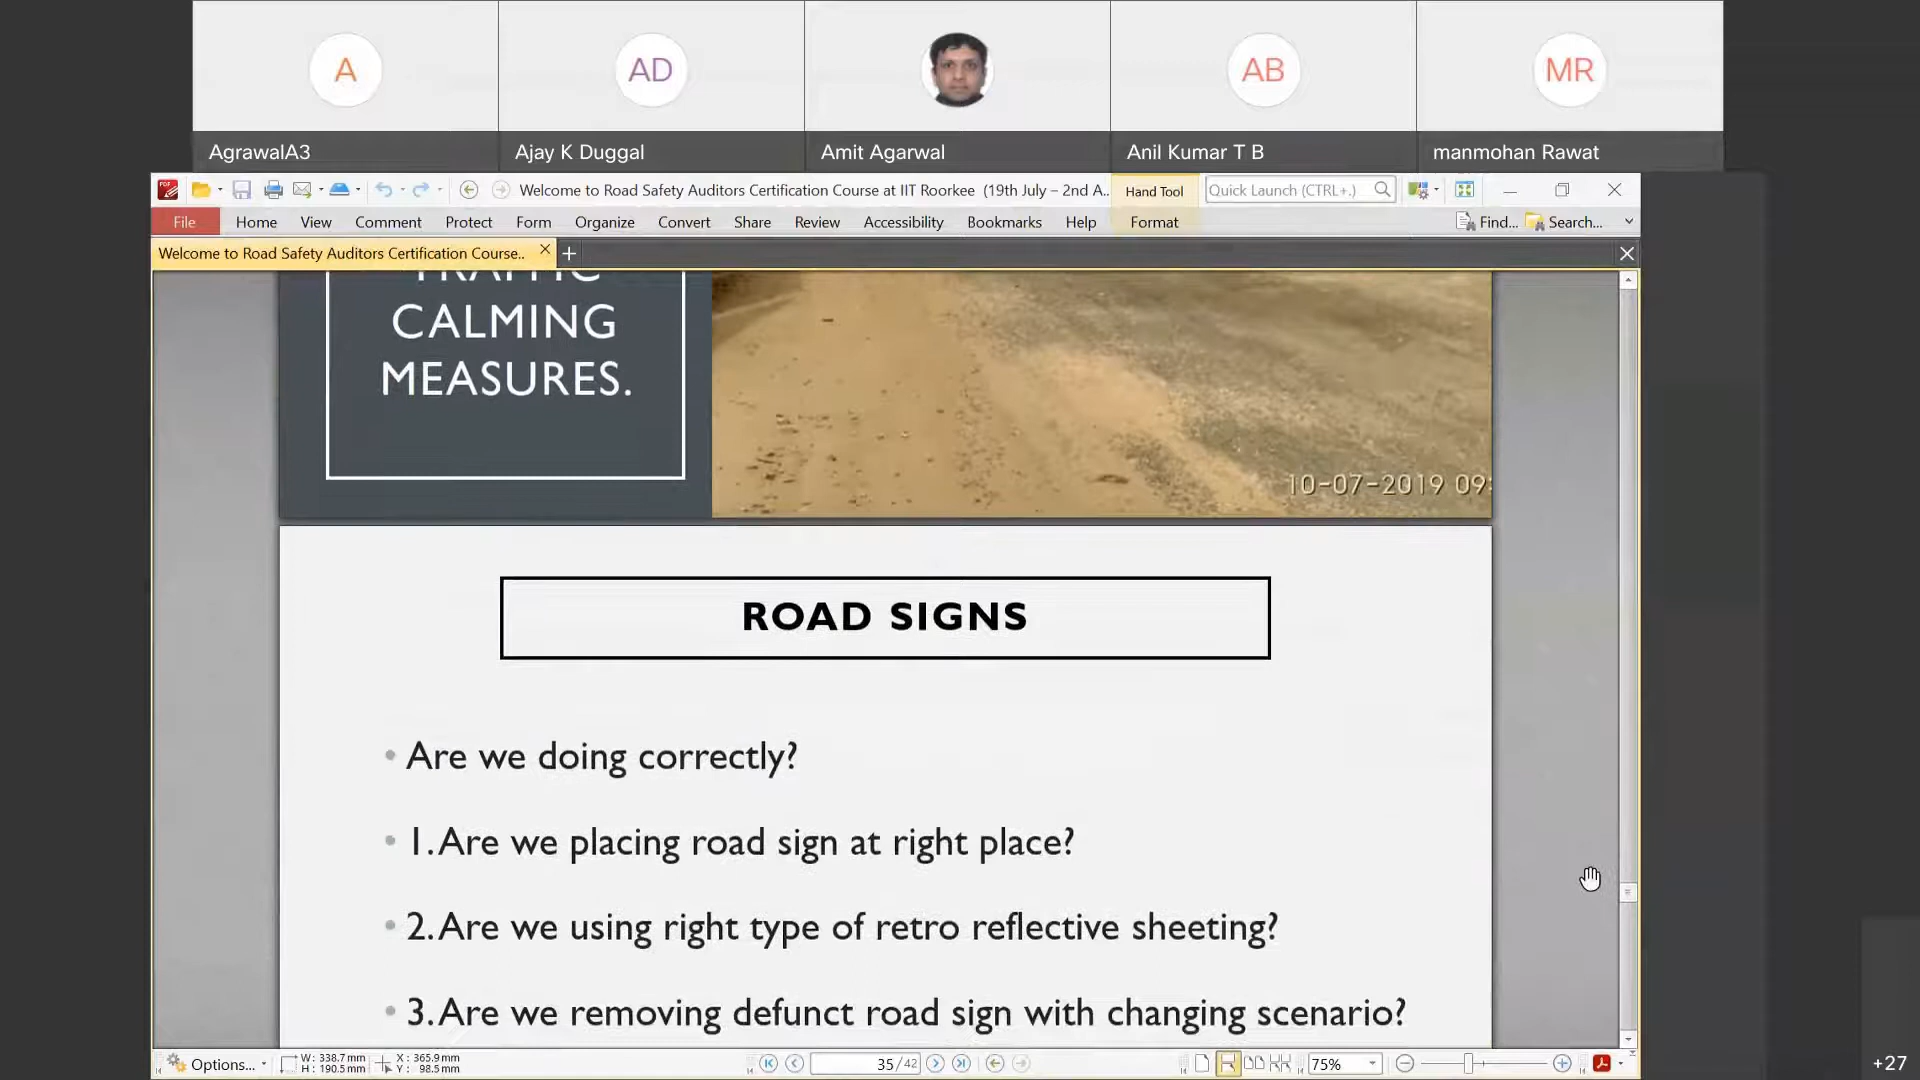 A
AD
AB
MR
AgrawalA3
Ajay K Duggal
Amit Agarwal
Anil Kumar T B
manmohan Rawat
Welcome to Road Safety Auditors Certification Course at IIT Roorkee (19th July – 2nd A...
Hand Tool
Quick Launch (CTRL+.)
File
Home
View
Comment
Protect
Form
Organize
Convert
Share
Review
Accessibility
Bookmarks
Help
Format
Find...
Search...
Welcome to Road Safety Auditors Certification Course..
TRAFFIC
CALMING
MEASURES.
10-07-2019 09:
ROAD SIGNS
• Are we doing correctly?
• 1. Are we placing road sign at right place?
• 2. Are we using right type of retro reflective sheeting?
• 3. Are we removing defunct road sign with changing scenario?
Options...
W: 338.7 mm
H: 190.5 mm
X: 365.9 mm
Y: 98.5 mm
35 / 42
75%
+27